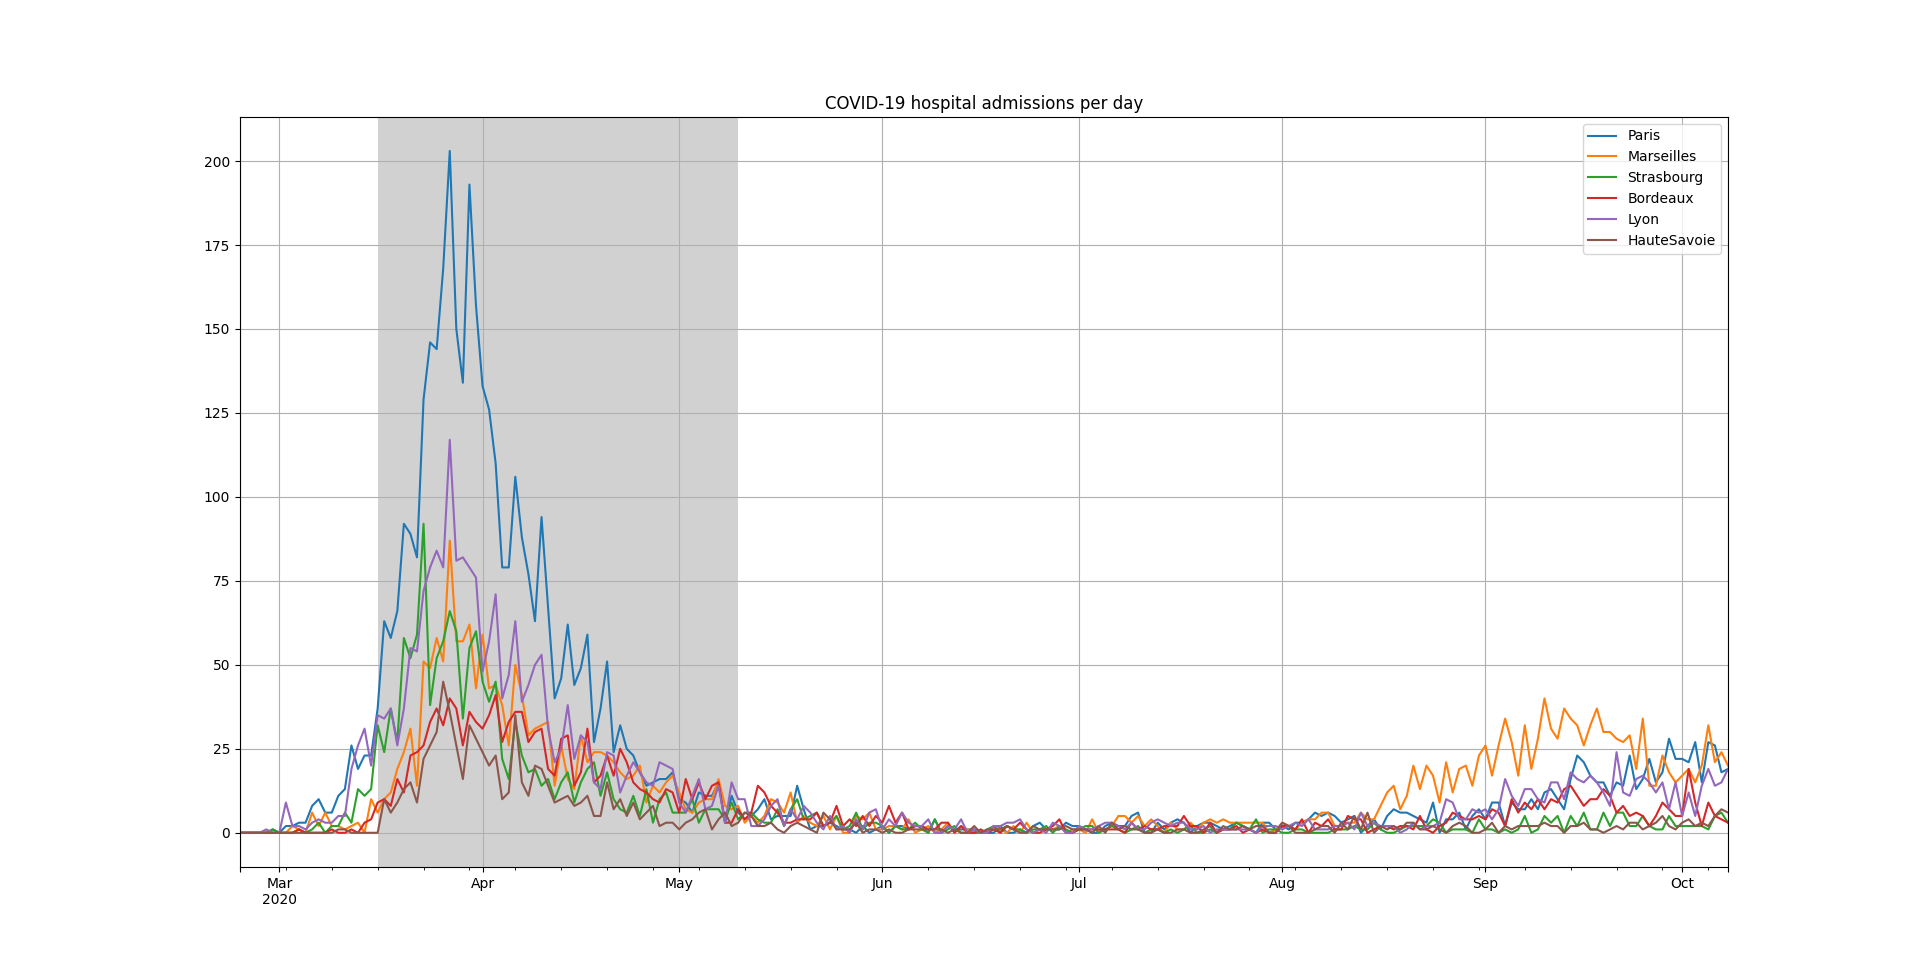 COVID-19 hospital admissions per day
200
175
150
125
100
75
50
25
0
Paris
Marseilles
Strasbourg
Bordeaux
Lyon
HauteSavoie
Mar Apr May Jun Jul Aug Sep Oct
2020